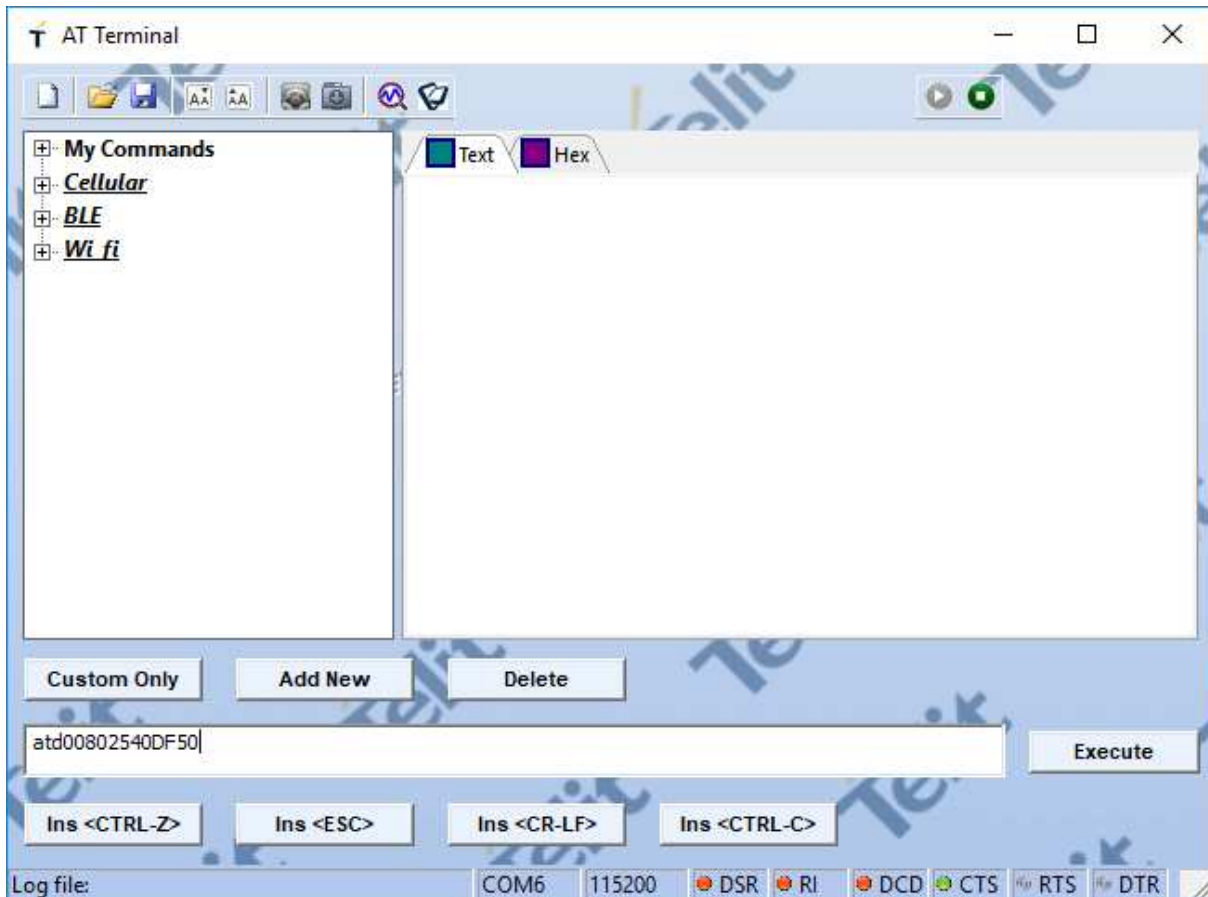 AT Terminal
My Commands
Text
Hex
Cellular
BLE
Wi fi
Custom Only
Add New
Delete
atd00802540DF50
Execute
Ins <CTRL-Z>
Ins <ESC>
Ins <CR-LF>
Ins <CTRL-C>
Log file:
COM6
115200
DSR
RI
DCD
CTS
RTS
DTR
Telit